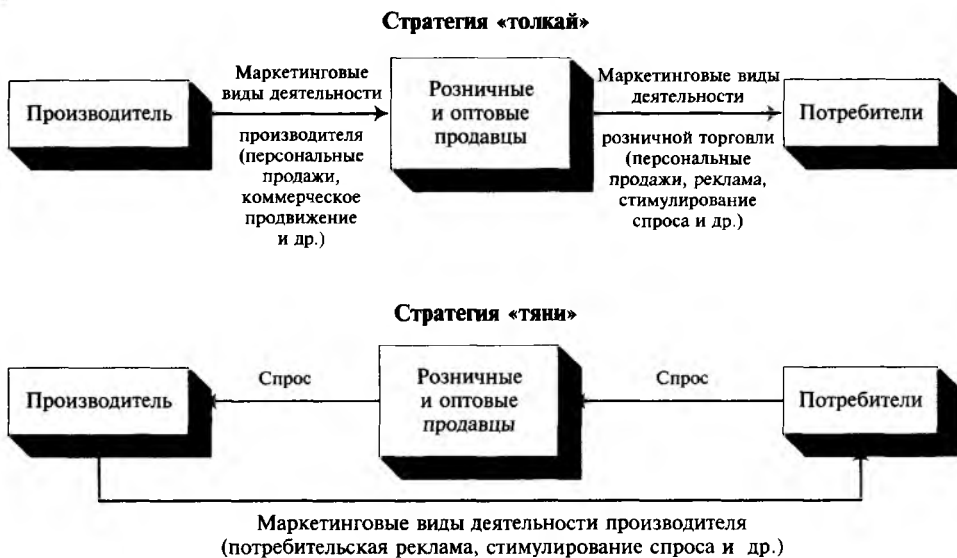 Стратегия «толкай»
Производитель
Маркетинговые
виды деятельности
производителя
(персональные
продажи,
коммерческое
продвижение
и др.)
Розничные
и оптовые
продавцы
Маркетинговые виды
деятельности
розничной торговли
(персональные
продажи, реклама,
стимулирование
спроса и др.)
Потребители
Стратегия «тяни»
Производитель
Спрос
Розничные
и оптовые
продавцы
Спрос
Потребители
Маркетинговые виды деятельности производителя
(потребительская реклама, стимулирование спроса и др.)